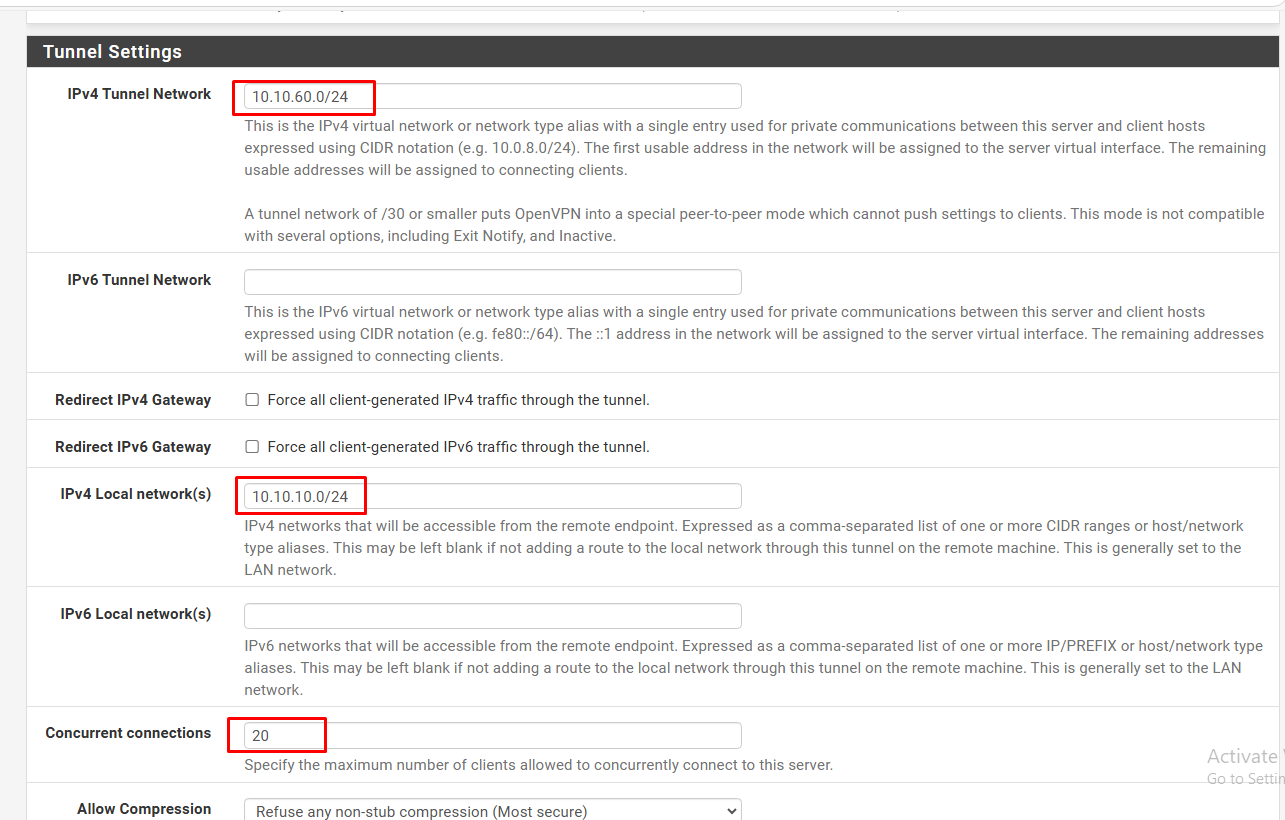 Tunnel Settings
IPv4 Tunnel Network
10.10.60.0/24
This is the IPv4 virtual network or network type alias with a single entry used for private communications between this server and client hosts
expressed using CIDR notation (e.g. 10.0.8.0/24). The first usable address in the network will be assigned to the server virtual interface. The remaining
usable addresses will be assigned to connecting clients.
A tunnel network of /30 or smaller puts OpenVPN into a special peer-to-peer mode which cannot push settings to clients. This mode is not compatible
with several options, including Exit Notify, and Inactive.
IPv6 Tunnel Network
This is the IPv6 virtual network or network type alias with a single entry used for private communications between this server and client hosts
expressed using CIDR notation (e.g. fe80::/64). The ::1 address in the network will be assigned to the server virtual interface. The remaining addresses
will be assigned to connecting clients.
Redirect IPv4 Gateway
Force all client-generated IPv4 traffic through the tunnel.
Redirect IPv6 Gateway
Force all client-generated IPv6 traffic through the tunnel.
IPv4 Local network(s)
10.10.10.0/24
IPv4 networks that will be accessible from the remote endpoint. Expressed as a comma-separated list of one or more CIDR ranges or host/network
type aliases. This may be left blank if not adding a route to the local network through this tunnel on the remote machine. This is generally set to the
LAN network.
IPv6 Local network(s)
IPv6 networks that will be accessible from the remote endpoint. Expressed as a comma-separated list of one or more IP/PREFIX or host/network type
aliases. This may be left blank if not adding a route to the local network through this tunnel on the remote machine. This is generally set to the LAN
network.
Concurrent connections
20
Specify the maximum number of clients allowed to concurrently connect to this server.
Activate
Go to Settin
Allow Compression
Refuse any non-stub compression (Most secure)